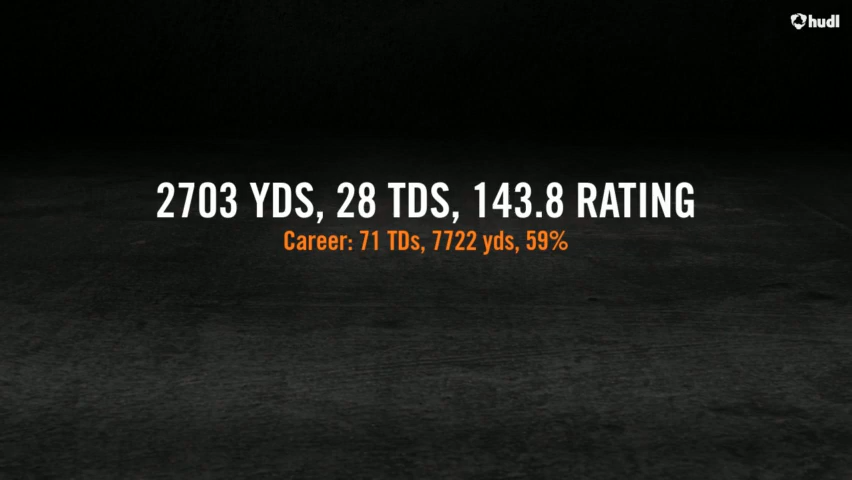 hudl
2703 YDS, 28 TDS, 143.8 RATING
Career: 71 TDs, 7722 yds, 59%